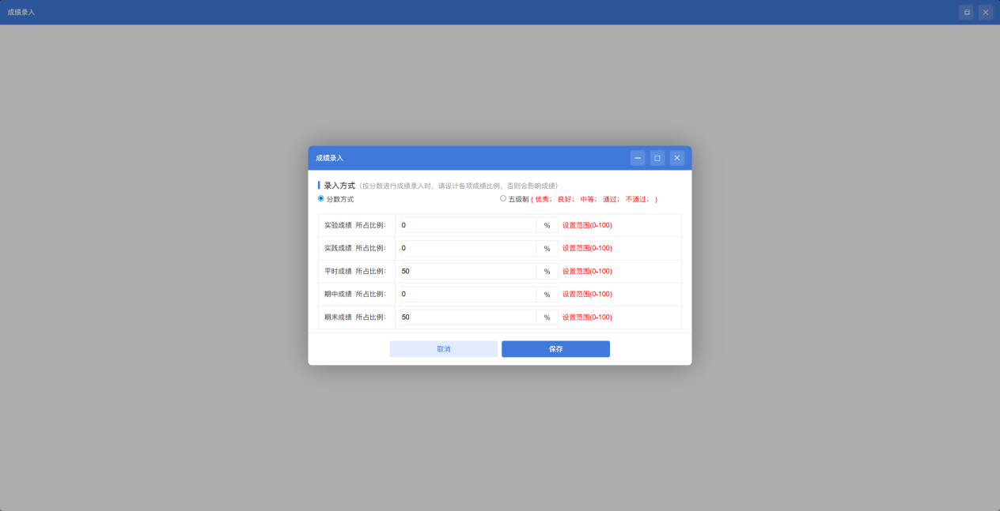 成绩录入
成绩录入
录入方式（按分数进行成绩录入时，请设计各项成绩比例，否则会影响成绩）
分数方式 五级制 ( 优秀； 良好； 中等； 通过； 不通过； )
实验成绩 所占比例： 0 % 设置范围(0-100)
实践成绩 所占比例： 0 % 设置范围(0-100)
平时成绩 所占比例： 50 % 设置范围(0-100)
期中成绩 所占比例： 0 % 设置范围(0-100)
期末成绩 所占比例： 50 % 设置范围(0-100)
取消 保存